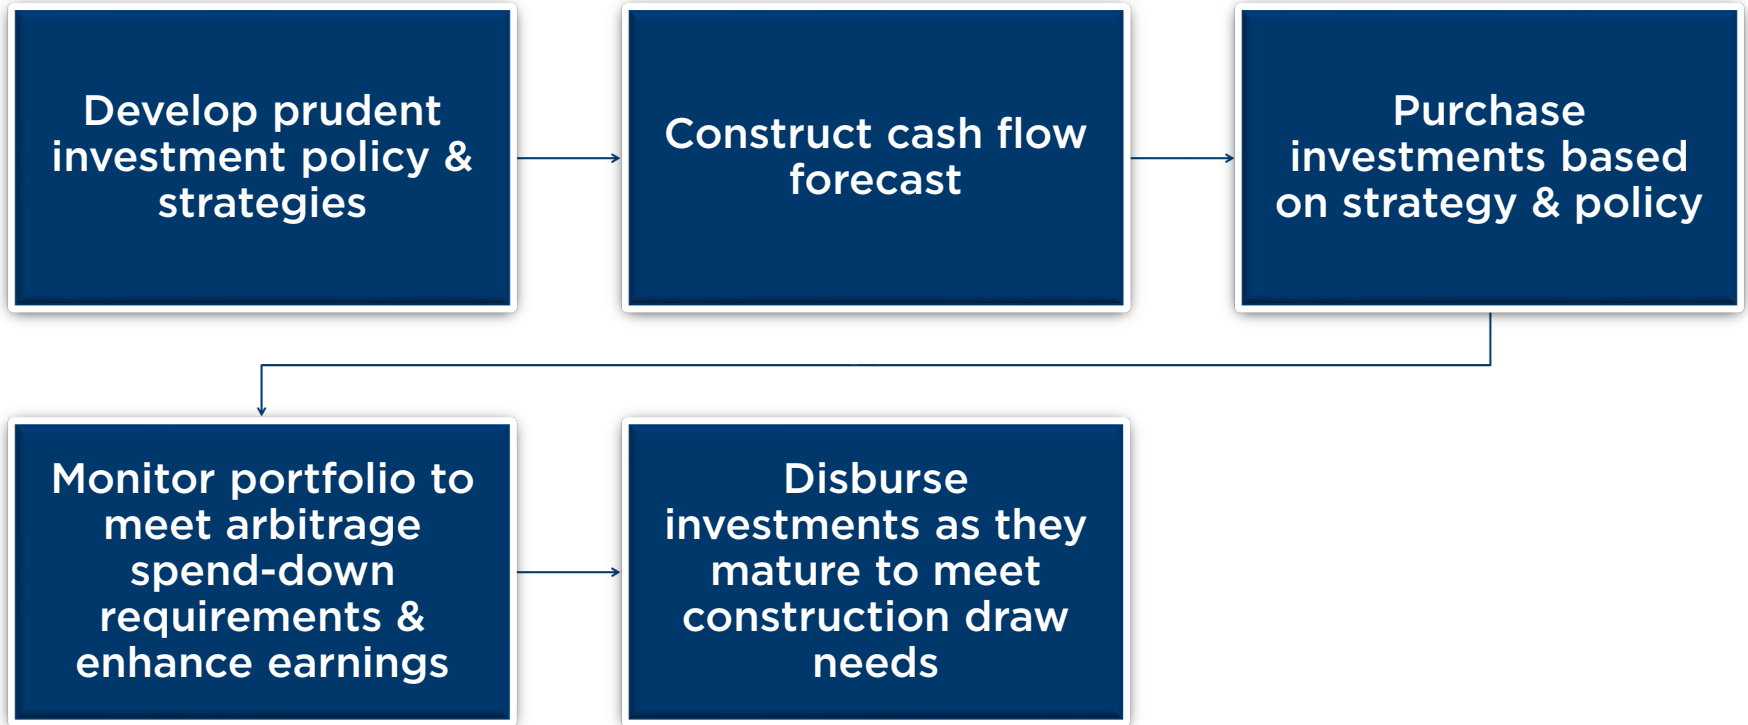 Develop prudent
investment policy &
strategies
Construct cash flow
forecast
Purchase
investments based
on strategy & policy
Monitor portfolio to
meet arbitrage
spend-down
requirements &
enhance earnings
Disburse
investments as they
mature to meet
construction draw
needs